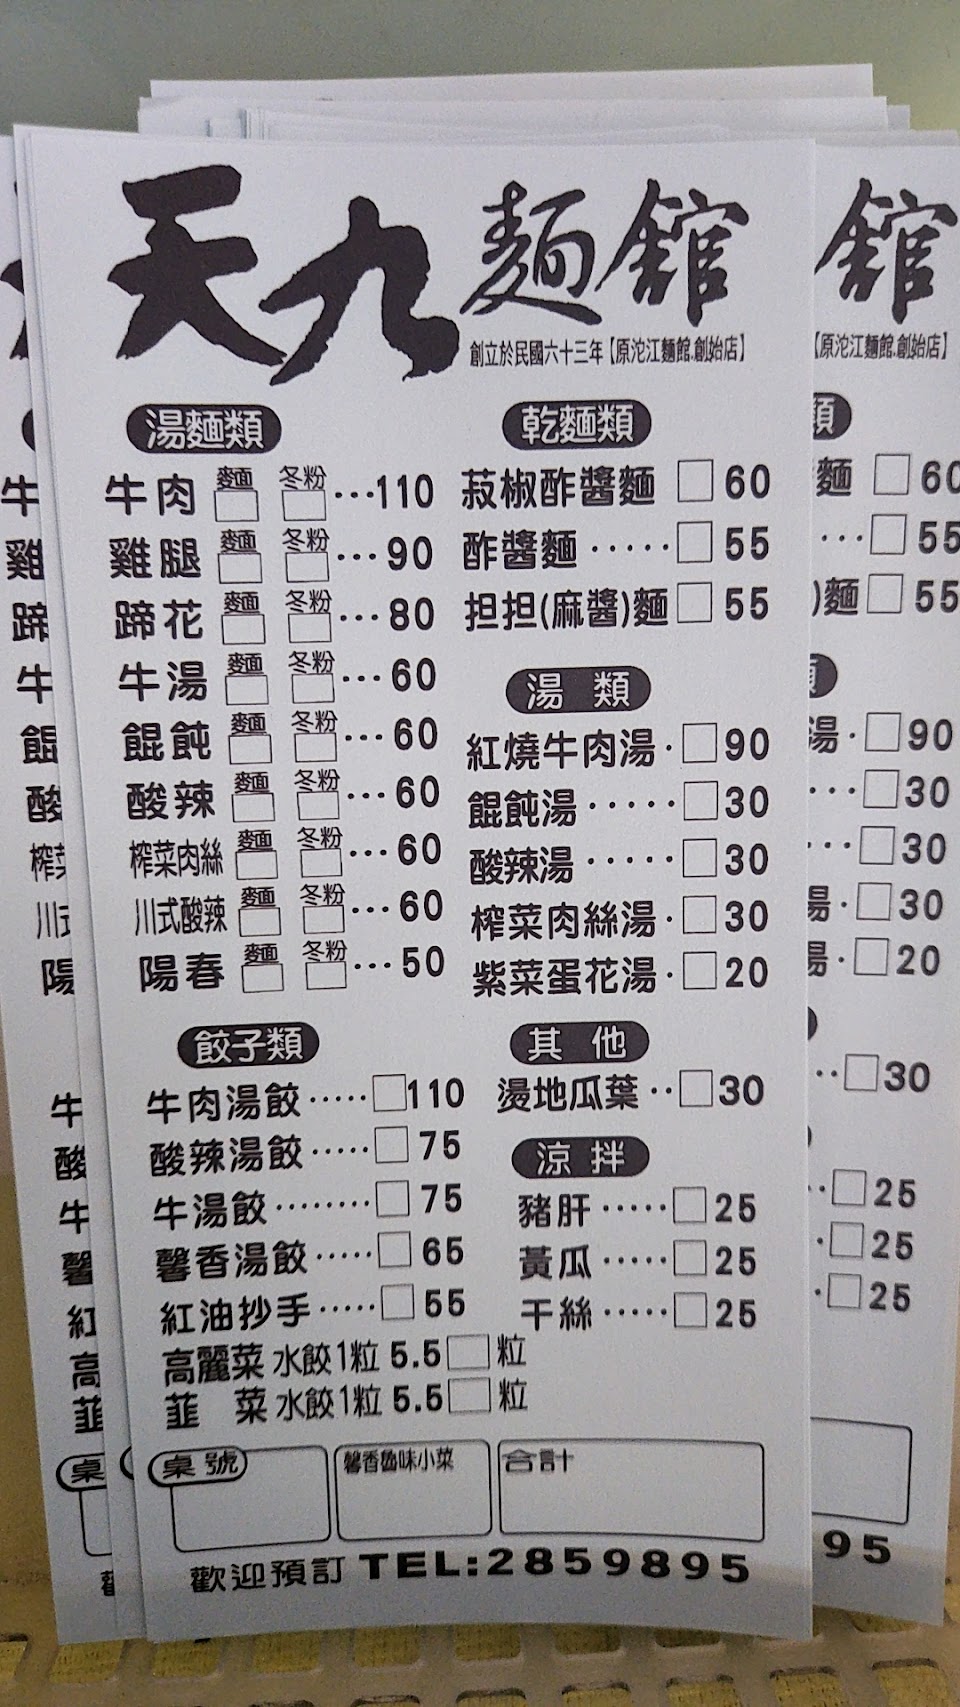 天九麵館
創立於民國六十三年【原沱江麵館.創始店】
湯麵類
牛肉 麵 冬粉 ···110
雞腿 麵 冬粉 ···90
蹄花 麵 冬粉 ···80
牛湯 麵 冬粉 ···60
餛飩 麵 冬粉 ···60
酸辣 麵 冬粉 ···60
榨菜肉絲 麵 冬粉 ···60
川式酸辣 麵 冬粉 ···60
陽春 麵 冬粉 ···50
餃子類
牛肉湯餃·····110
酸辣湯餃·····75
牛湯餃········75
馨香湯餃·····65
紅油抄手·····55
高麗菜水餃1粒 5.5 粒
韮 菜水餃1粒 5.5 粒
乾麵類
菽椒酢醬麵 60
酢醬麵·····55
担担(麻醬)麵 55
湯 類
紅燒牛肉湯·90
餛飩湯·····30
酸辣湯·····30
榨菜肉絲湯·30
紫菜蛋花湯·20
其 他
燙地瓜葉··30
涼 拌
豬肝·····25
黃瓜·····25
干絲·····25
桌號
馨香魯味小菜
合計
歡迎預訂 TEL:2859895